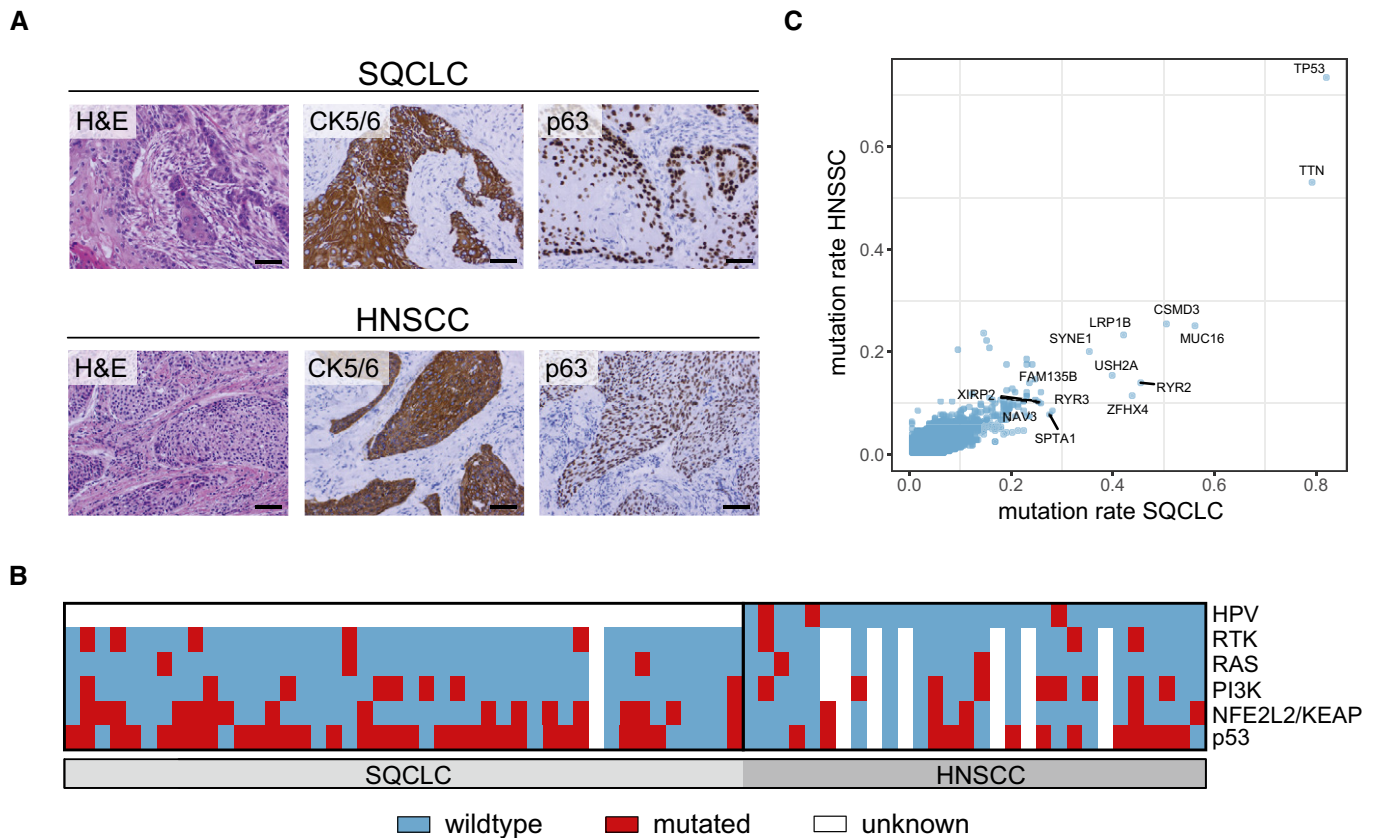 A
SQCLC
H&E
CK5/6
p63
HNSCC
H&E
CK5/6
p63
C
mutation rate HNSSC
0.6
0.4
0.2
0.0
TP53
TTN
CSMD3
LRP1B
MUC16
SYNE1
USH2A
FAM135B
RYR2
XIRP2
RYR3
ZFHX4
NAV3
SPTA1
0.0
0.2
0.4
0.6
0.8
mutation rate SQCLC
B
HPV
RTK
RAS
PI3K
NFE2L2/KEAP
p53
SQCLC
HNSCC
wildtype
mutated
unknown